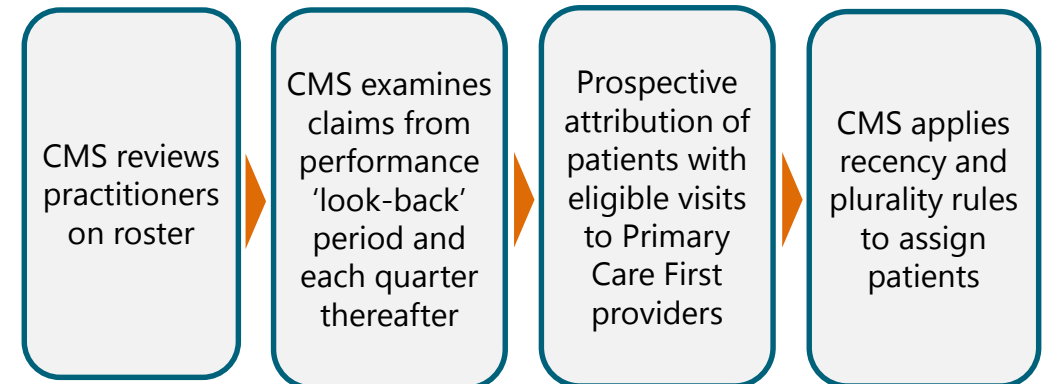 CMS reviews
practitioners
on roster
CMS examines
claims from
performance
‘look-back’
period and
each quarter
thereafter
Prospective
attribution of
patients with
eligible visits
to Primary
Care First
providers
CMS applies
recency and
plurality rules
to assign
patients